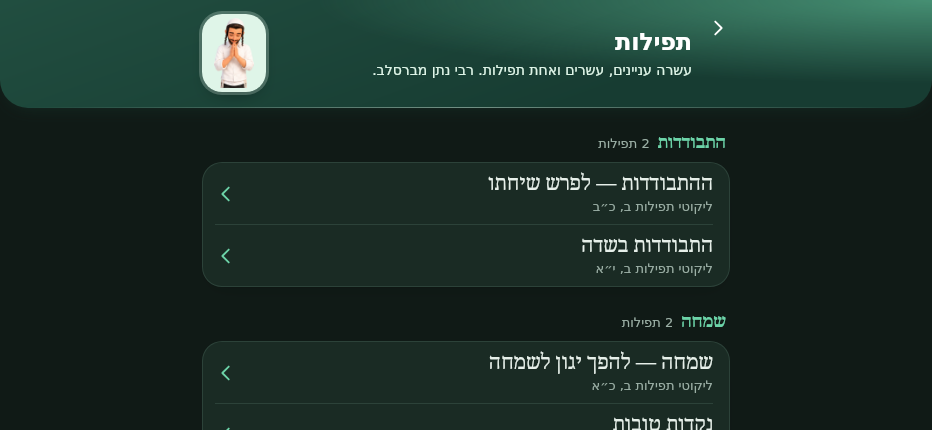 תפילות
עשרה עניינים, עשרים ואחת תפילות. רבי נתן מברסלב.
התבודדות 2 תפילות
ההתבודדות — לפרש שיחתו
ליקוטי תפילות ב, כ״ב
התבודדות בשדה
ליקוטי תפילות ב, י״א
שמחה 2 תפילות
שמחה — להפך יגון לשמחה
ליקוטי תפילות ב, כ״א
נקדות טובות